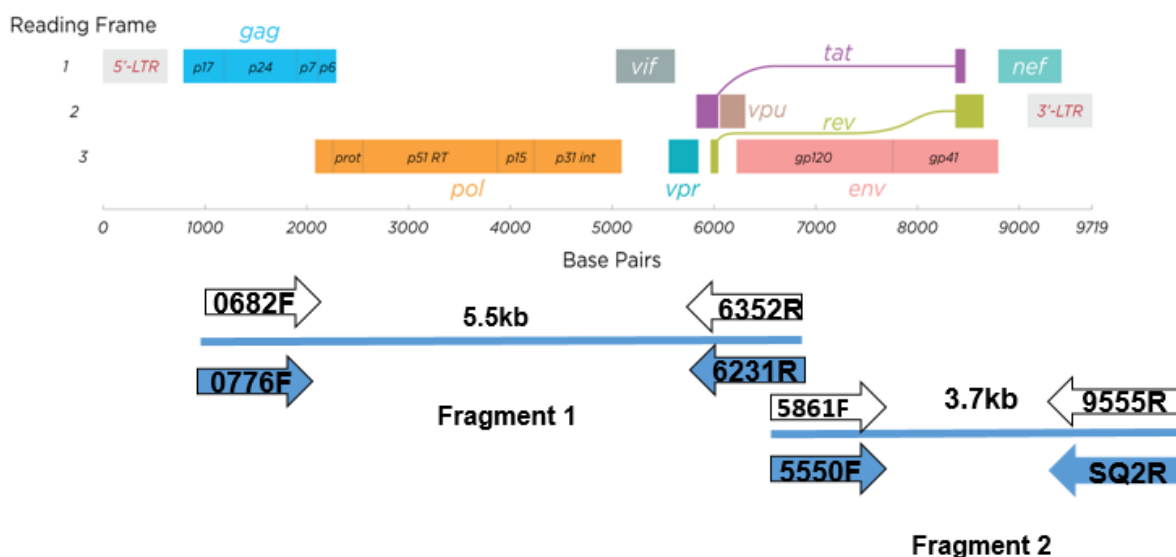 Reading Frame
gag
1 5'-LTR p17 p24 p7 p6 vif tat nef
2 vpu rev 3'-LTR
3 prot p51 RT p15 p31 int gp120 gp41
pol vpr env
0 1000 2000 3000 4000 5000 6000 7000 8000 9000 9719
Base Pairs
0682F 5.5kb 6352R
0776F 6231R
Fragment 1
5861F 3.7kb 9555R
5550F SQ2R
Fragment 2